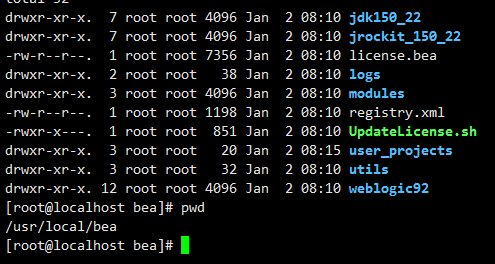 drwxr-xr-x.  7 root root 4096 Jan  2 08:10 jdk150_22
drwxr-xr-x.  7 root root 4096 Jan  2 08:10 jrockit_150_22
-rw-r--r--.  1 root root 7356 Jan  2 08:10 license.bea
drwxr-xr-x.  2 root root   38 Jan  2 08:10 logs
drwxr-xr-x.  3 root root 4096 Jan  2 08:10 modules
-rw-r--r--.  1 root root 1198 Jan  2 08:10 registry.xml
-rwxr-x---.  1 root root  851 Jan  2 08:10 UpdateLicense.sh
drwxr-xr-x.  3 root root   20 Jan  2 08:15 user_projects
drwxr-xr-x.  3 root root   32 Jan  2 08:10 utils
drwxr-xr-x. 12 root root 4096 Jan  2 08:10 weblogic92
[root@localhost bea]# pwd
/usr/local/bea
[root@localhost bea]#